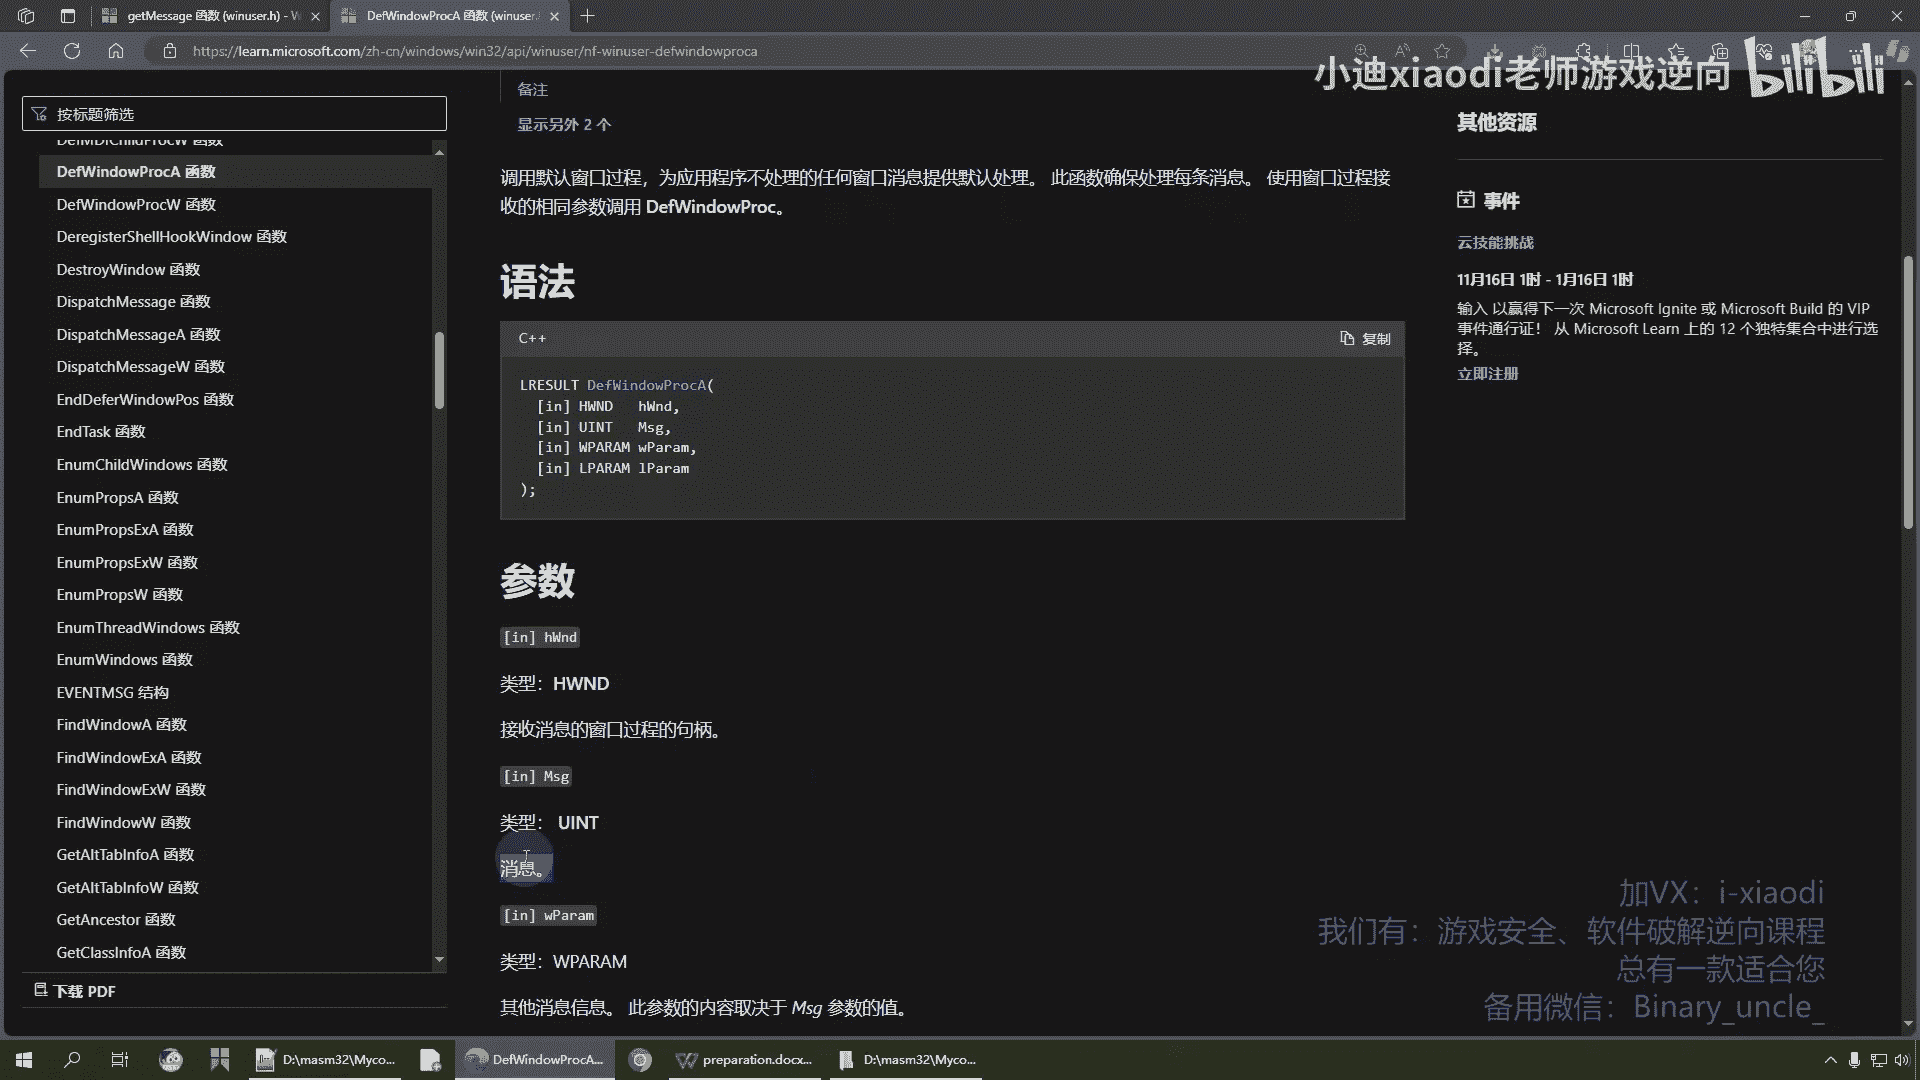 getMessage 函数 (winuser.h) - W
DefWindowProcA 函数 (winuser.
https://learn.microsoft.com/zh-cn/windows/win32/api/winuser/nf-winuser-defwindowproca
小迪xiaodi老师游戏逆向 bilibili
按标题筛选
DefMDIChildProcW 函数
DefWindowProcA 函数
DefWindowProcW 函数
DeregisterShellHookWindow 函数
DestroyWindow 函数
DispatchMessage 函数
DispatchMessageA 函数
DispatchMessageW 函数
EndDeferWindowPos 函数
EndTask 函数
EnumChildWindows 函数
EnumPropsA 函数
EnumPropsExA 函数
EnumPropsExW 函数
EnumPropsW 函数
EnumThreadWindows 函数
EnumWindows 函数
EVENTMSG 结构
FindWindowA 函数
FindWindowExA 函数
FindWindowExW 函数
FindWindowW 函数
GetAltTabInfoA 函数
GetAltTabInfoW 函数
GetAncestor 函数
GetClassInfoA 函数
下载 PDF
备注
显示另外 2 个
调用默认窗口过程，为应用程序不处理的任何窗口消息提供默认处理。 此函数确保处理每条消息。 使用窗口过程接
收的相同参数调用 DefWindowProc。
语法
C++
复制
LRESULT DefWindowProcA(
[in] HWND   hWnd,
[in] UINT   Msg,
[in] WPARAM wParam,
[in] LPARAM lParam
);
参数
[in] hWnd
类型：HWND
接收消息的窗口过程的句柄。
[in] Msg
类型： UINT
消息。
[in] wParam
类型：WPARAM
其他消息信息。 此参数的内容取决于 Msg 参数的值。
其他资源
事件
云技能挑战
11月16日 1时 - 1月16日 1时
输入 以赢得下一次 Microsoft Ignite 或 Microsoft Build 的 VIP
事件通行证！ 从 Microsoft Learn 上的 12 个独特集合中进行选
择。
立即注册
加VX：i-xiaodi
我们有：游戏安全、软件破解逆向课程
总有一款适合您
备用微信：Binary_uncle_
D:\masm32\Myco...
DefWindowProcA...
preparation.docx...
D:\masm32\Myco...